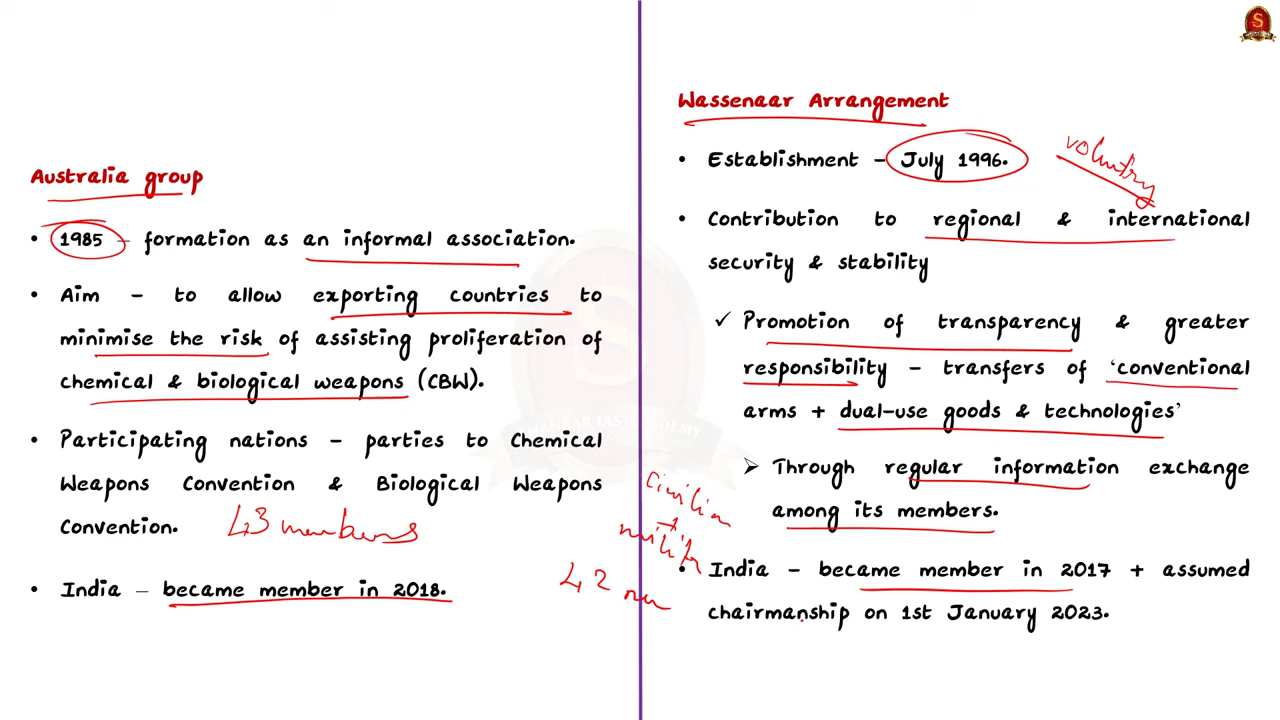 Australia group
• 1985 – formation as an informal association.
• Aim – to allow exporting countries to
minimise the risk of assisting proliferation of
chemical & biological weapons (CBW).
• Participating nations – parties to Chemical
Weapons Convention & Biological Weapons
Convention. 43 members
• India – became member in 2018.
Wassenaar Arrangement
• Establishment – July 1996.
voluntry
• Contribution to regional & international
security & stability
✓ Promotion of transparency & greater
responsibility – transfers of ‘conventional
arms + dual-use goods & technologies’
➢ Through regular information exchange
among its members.
civilian
42
• India – became member in 2017 + assumed
chairmanship on 1st January 2023.
S
SHANKAR IAS ACADEMY